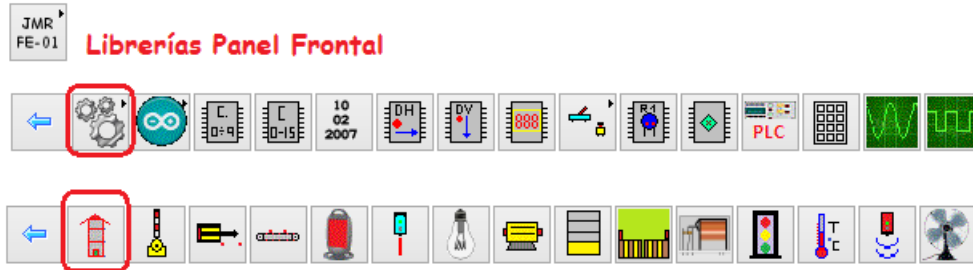 JMR
FE-01
Librerías Panel Frontal
C.
0÷9
C
0-15
10
02
2007
DH
DV
888
R1
PLC
T
°C